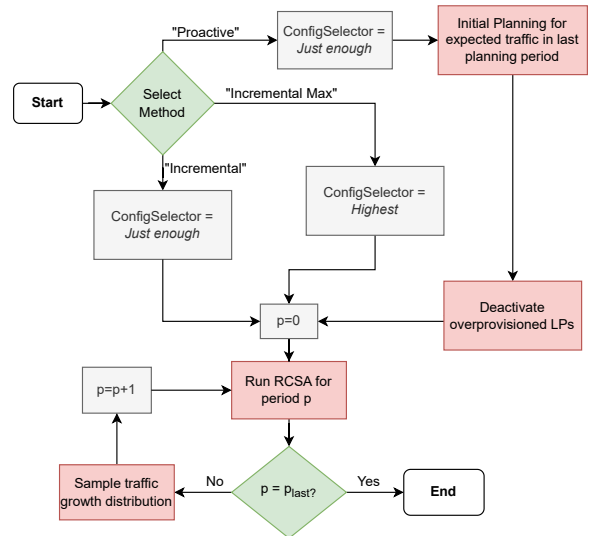 "Proactive"
ConfigSelector =
Just enough
Initial Planning for
expected traffic in last
planning period
Start
Select
Method
"Incremental Max"
"Incremental"
ConfigSelector =
Just enough
ConfigSelector =
Highest
p=0
Deactivate
overprovisioned LPs
p=p+1
Run RCSA for
period p
Sample traffic
growth distribution
No
p = plast?
Yes
End